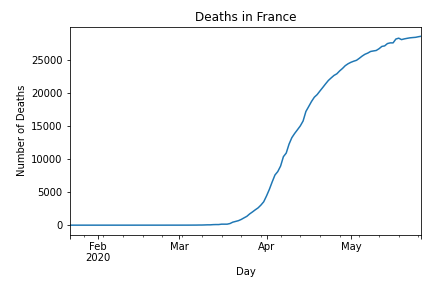 Deaths in France
Number of Deaths
25000
20000
15000
10000
5000
0
Feb
2020
Mar
Apr
May
Day